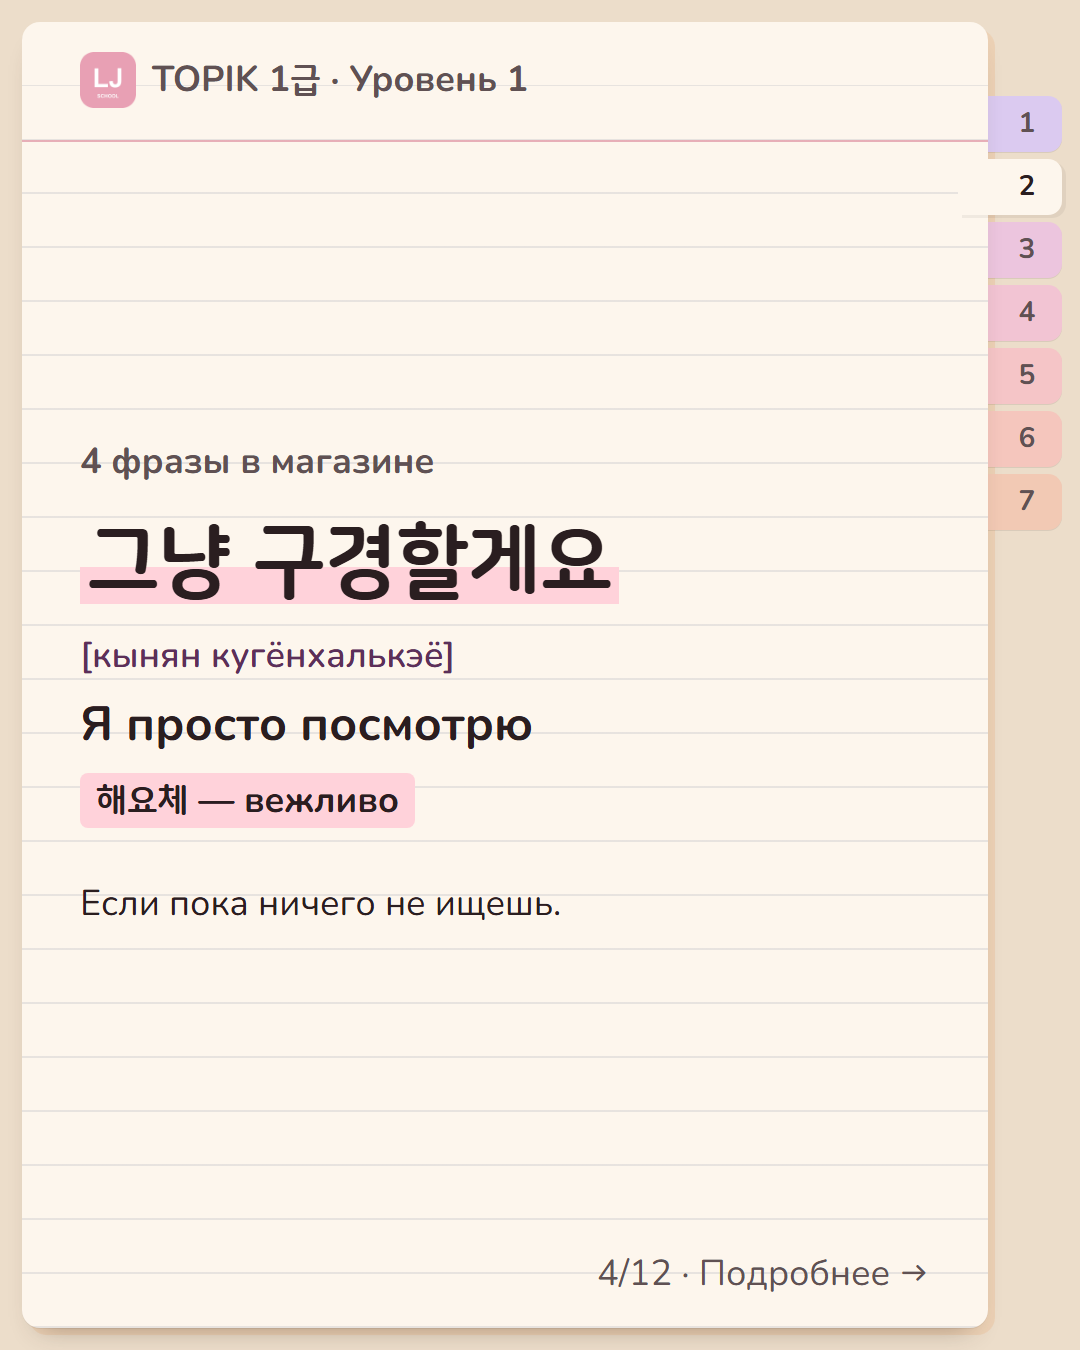 LJ
SCHOOL
TOPIK 1급 · Уровень 1
1
2
3
4
5
6
7
4 фразы в магазине
그냥 구경할게요
[кынян кугёнхалькэё]
Я просто посмотрю
해요체 — вежливо
Если пока ничего не ищешь.
4/12 · Подробнее →